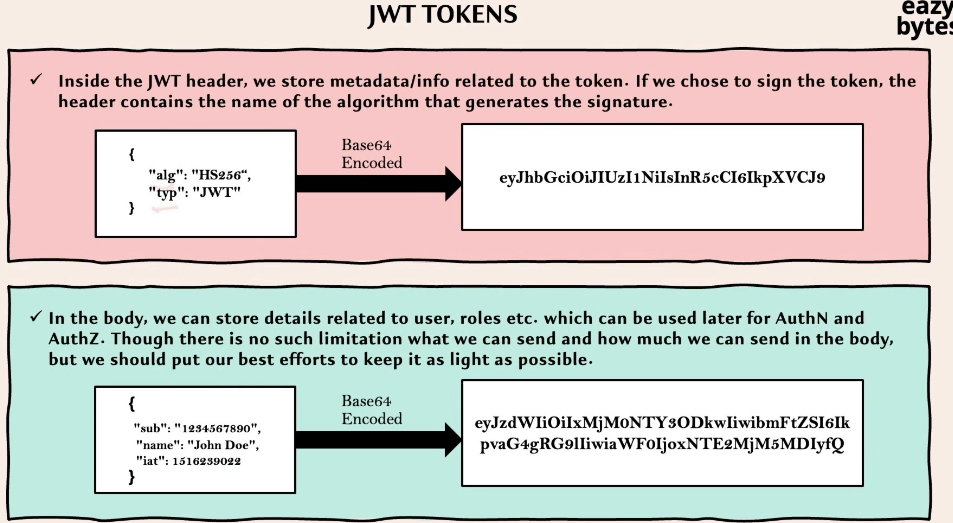 JWT TOKENS
eazy
bytes
✓ Inside the JWT header, we store metadata/info related to the token. If we chose to sign the token, the
header contains the name of the algorithm that generates the signature.
{
"alg": "HS256“,
"typ": "JWT"
}
Base64
Encoded
eyJhbGciOiJIUzI1NiIsInR5cCI6IkpXVCJ9
✓ In the body, we can store details related to user, roles etc. which can be used later for AuthN and
AuthZ. Though there is no such limitation what we can send and how much we can send in the body,
but we should put our best efforts to keep it as light as possible.
{
"sub": "1234567890",
"name": "John Doe",
"iat": 1516239022
}
Base64
Encoded
eyJzdWIiOiIxMjM0NTY3ODkwIiwibmFtZSI6Ik
pvaG4gRG9lIiwiaWF0IjoxNTE2MjM5MDIyfQ